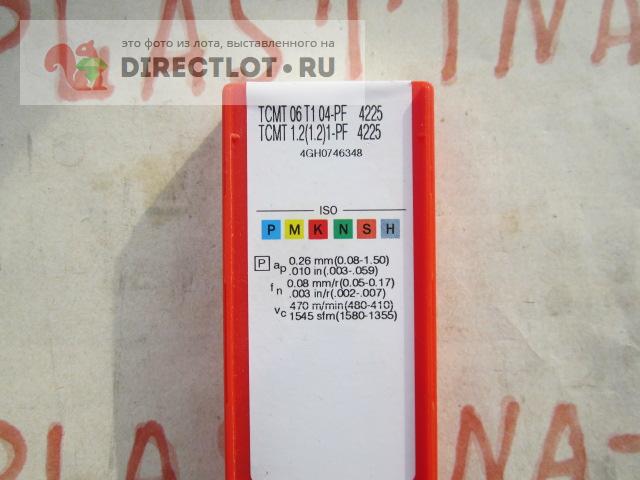 PLASTINA-
это фото из лота, выставленного на
DIRECTLOT.RU
TCMT 06 T1 04-PF 4225
TCMT 1.2(1.2)1-PF 4225
4GH0746348
ISO
P M K N S H
P ap 0.26 mm(0.08-1.50)
.010 in(.003-.059)
fn 0.08 mm/r(0.05-0.17)
.003 in/r(.002-.007)
vc 470 m/min(480-410)
1545 sfm(1580-1355)
PLASTINA-